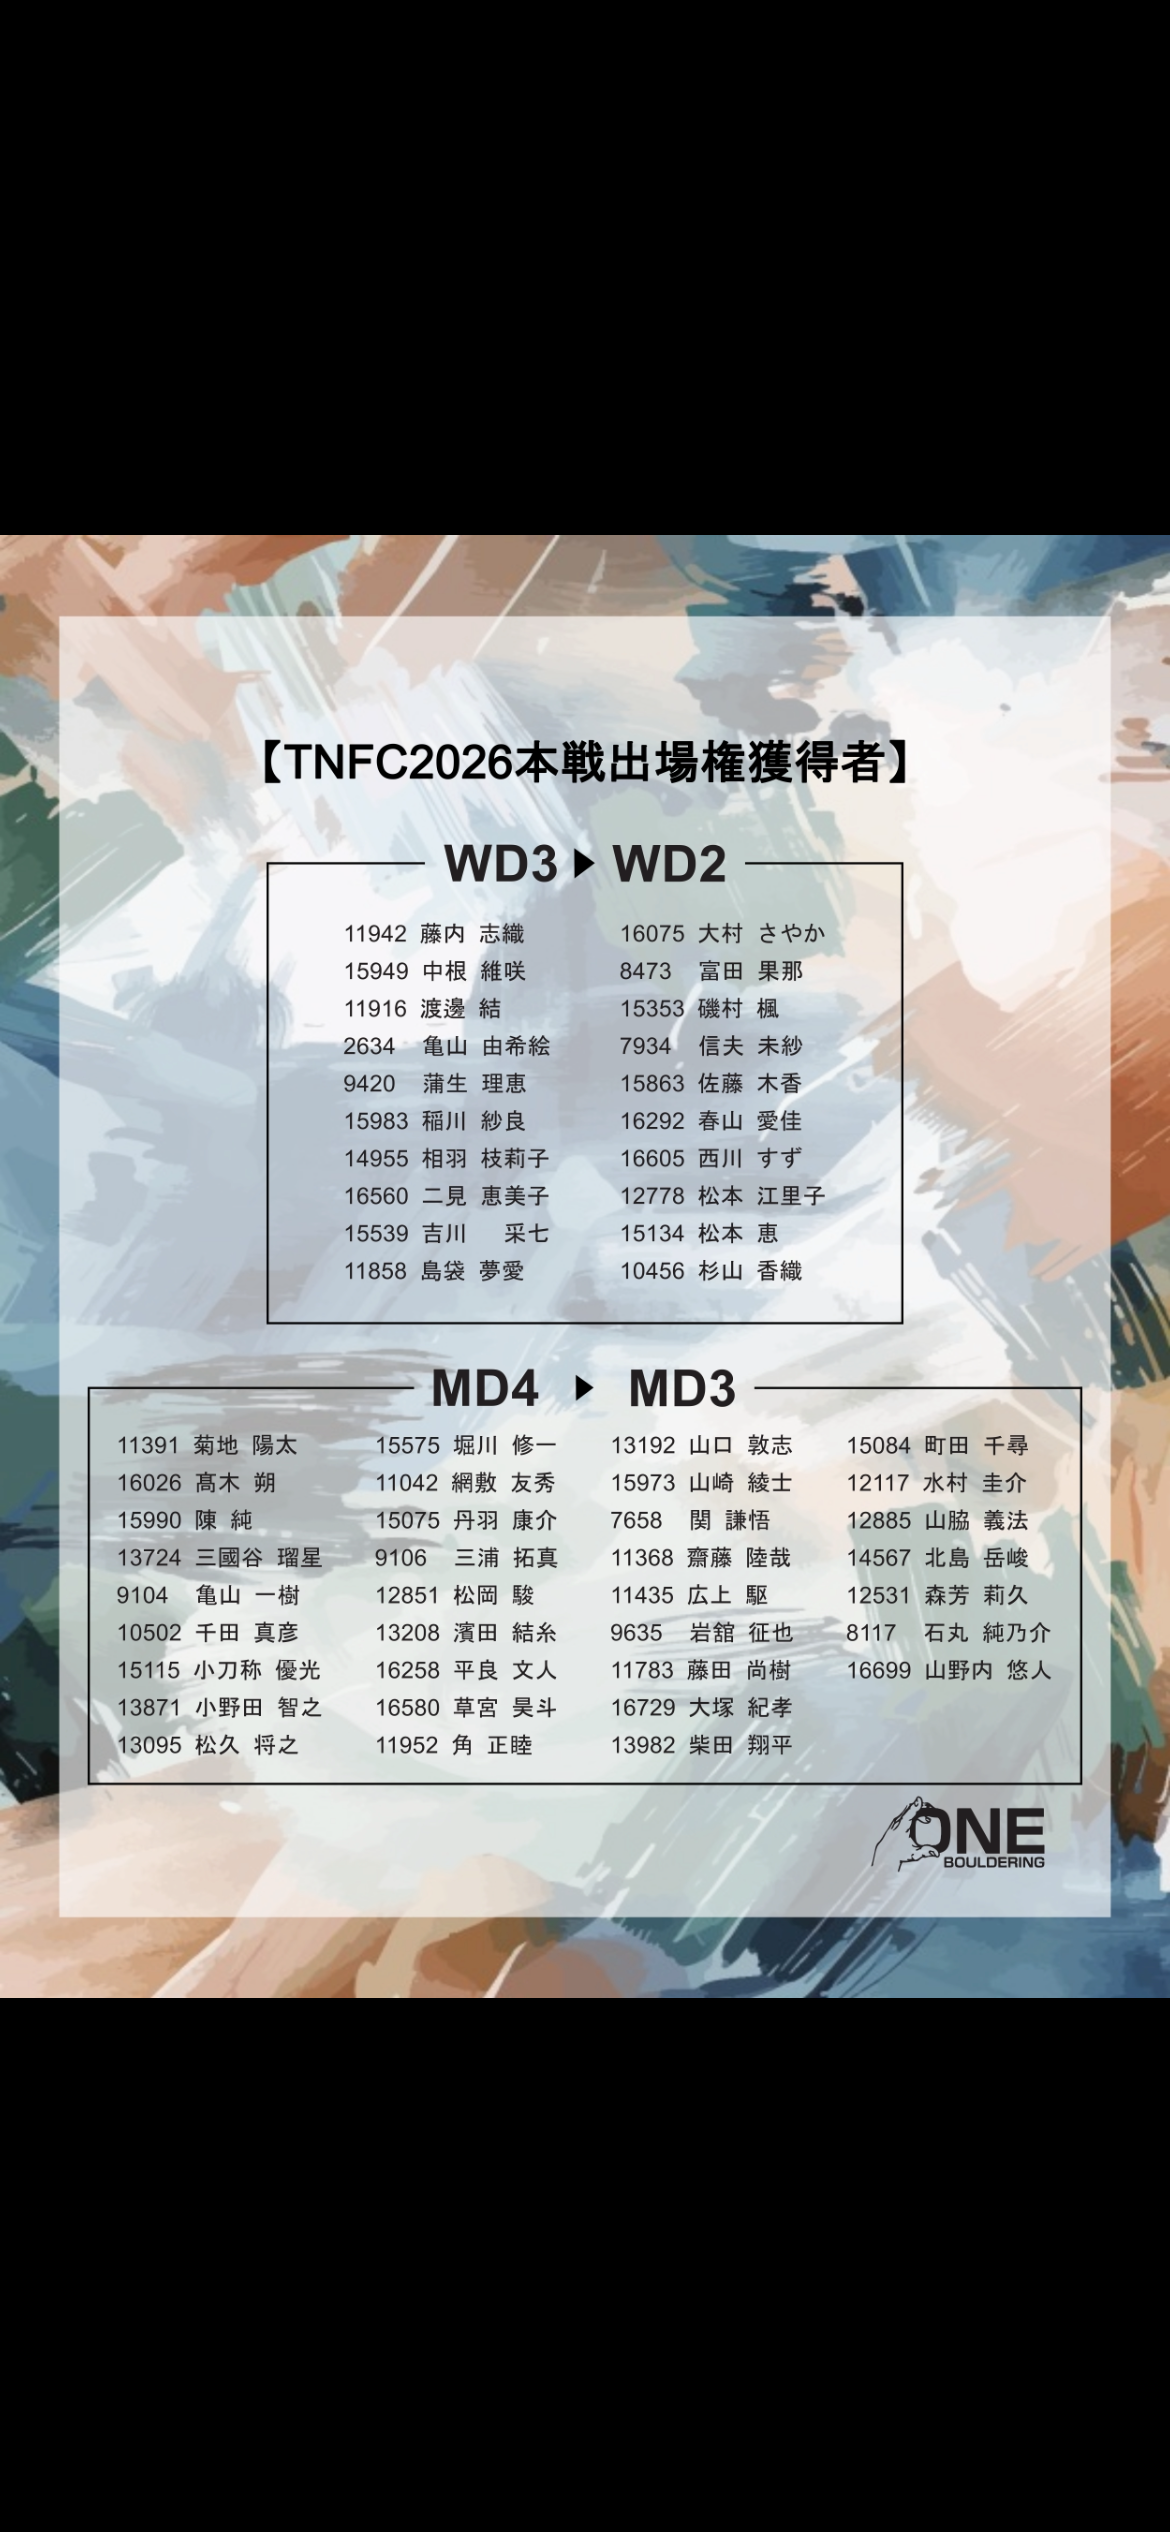 【TNFC2026本戦出場権獲得者】
WD3 ▶ WD2
11942 藤内 志織
15949 中根 維咲
11916 渡邊 結
2634 亀山 由希絵
9420 蒲生 理恵
15983 稲川 紗良
14955 相羽 枝莉子
16560 二見 恵美子
15539 吉川 采七
11858 島袋 夢愛
16075 大村 さやか
8473 富田 果那
15353 磯村 楓
7934 信夫 未紗
15863 佐藤 木香
16292 春山 愛佳
16605 西川 すず
12778 松本 江里子
15134 松本 恵
10456 杉山 香織
MD4 ▶ MD3
11391 菊地 陽太
16026 髙木 朔
15990 陳 純
13724 三國谷 瑠星
9104 亀山 一樹
10502 千田 真彦
15115 小刀称 優光
13871 小野田 智之
13095 松久 将之
15575 堀川 修一
11042 網敷 友秀
15075 丹羽 康介
9106 三浦 拓真
12851 松岡 駿
13208 濱田 結糸
16258 平良 文人
16580 草宮 昊斗
11952 角 正睦
13192 山口 敦志
15973 山崎 綾士
7658 関 謙悟
11368 齋藤 陸哉
11435 広上 駆
9635 岩舘 征也
11783 藤田 尚樹
16729 大塚 紀孝
13982 柴田 翔平
15084 町田 千尋
12117 水村 圭介
12885 山脇 義法
14567 北島 岳峻
12531 森芳 莉久
8117 石丸 純乃介
16699 山野内 悠人
ONE
BOULDERING